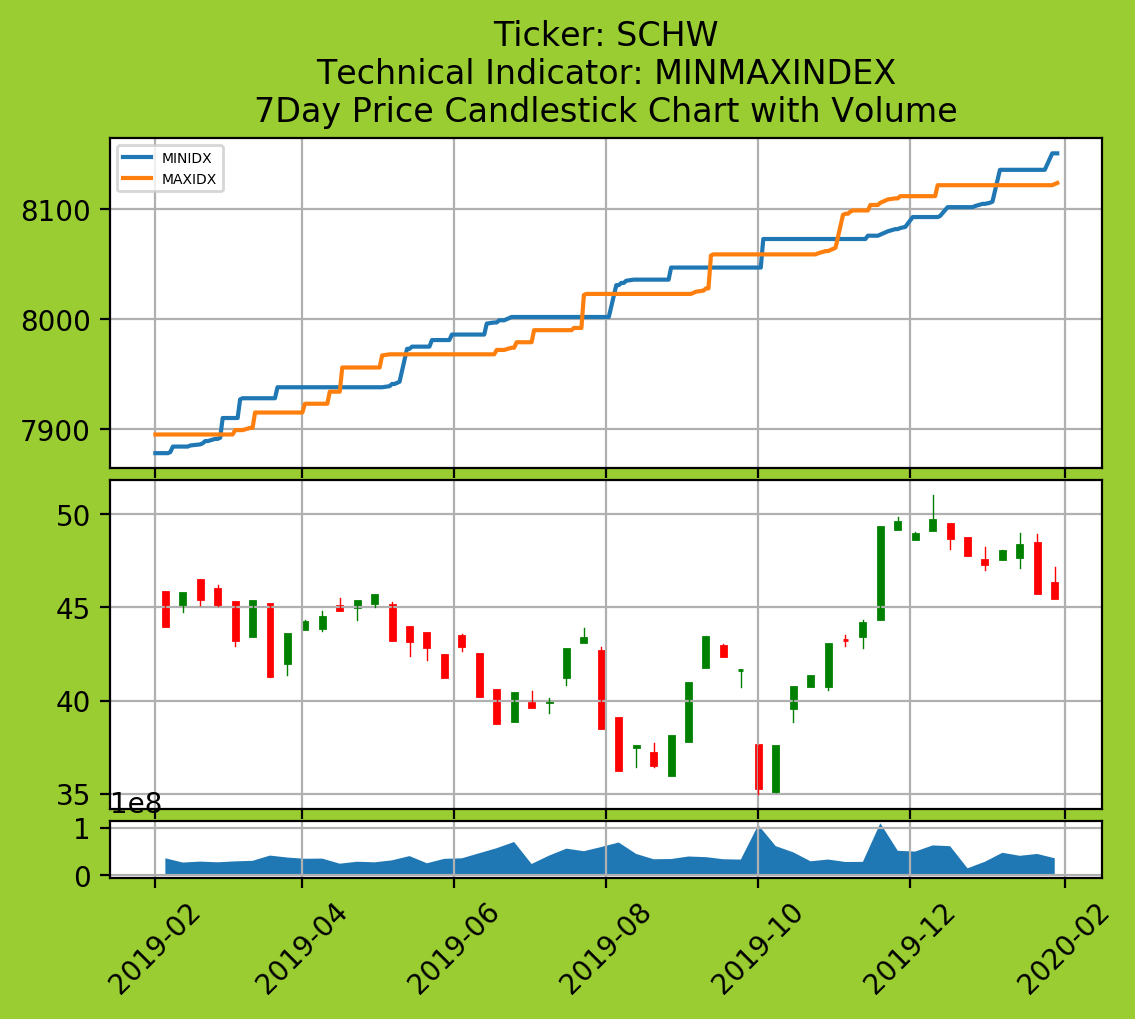 Ticker: SCHW
Technical Indicator: MINMAXINDEX
7Day Price Candlestick Chart with Volume
MINIDX
MAXIDX
8100
8000
7900
50
45
40
35
1e8
1
0
2019-02
2019-04
2019-06
2019-08
2019-10
2019-12
2020-02